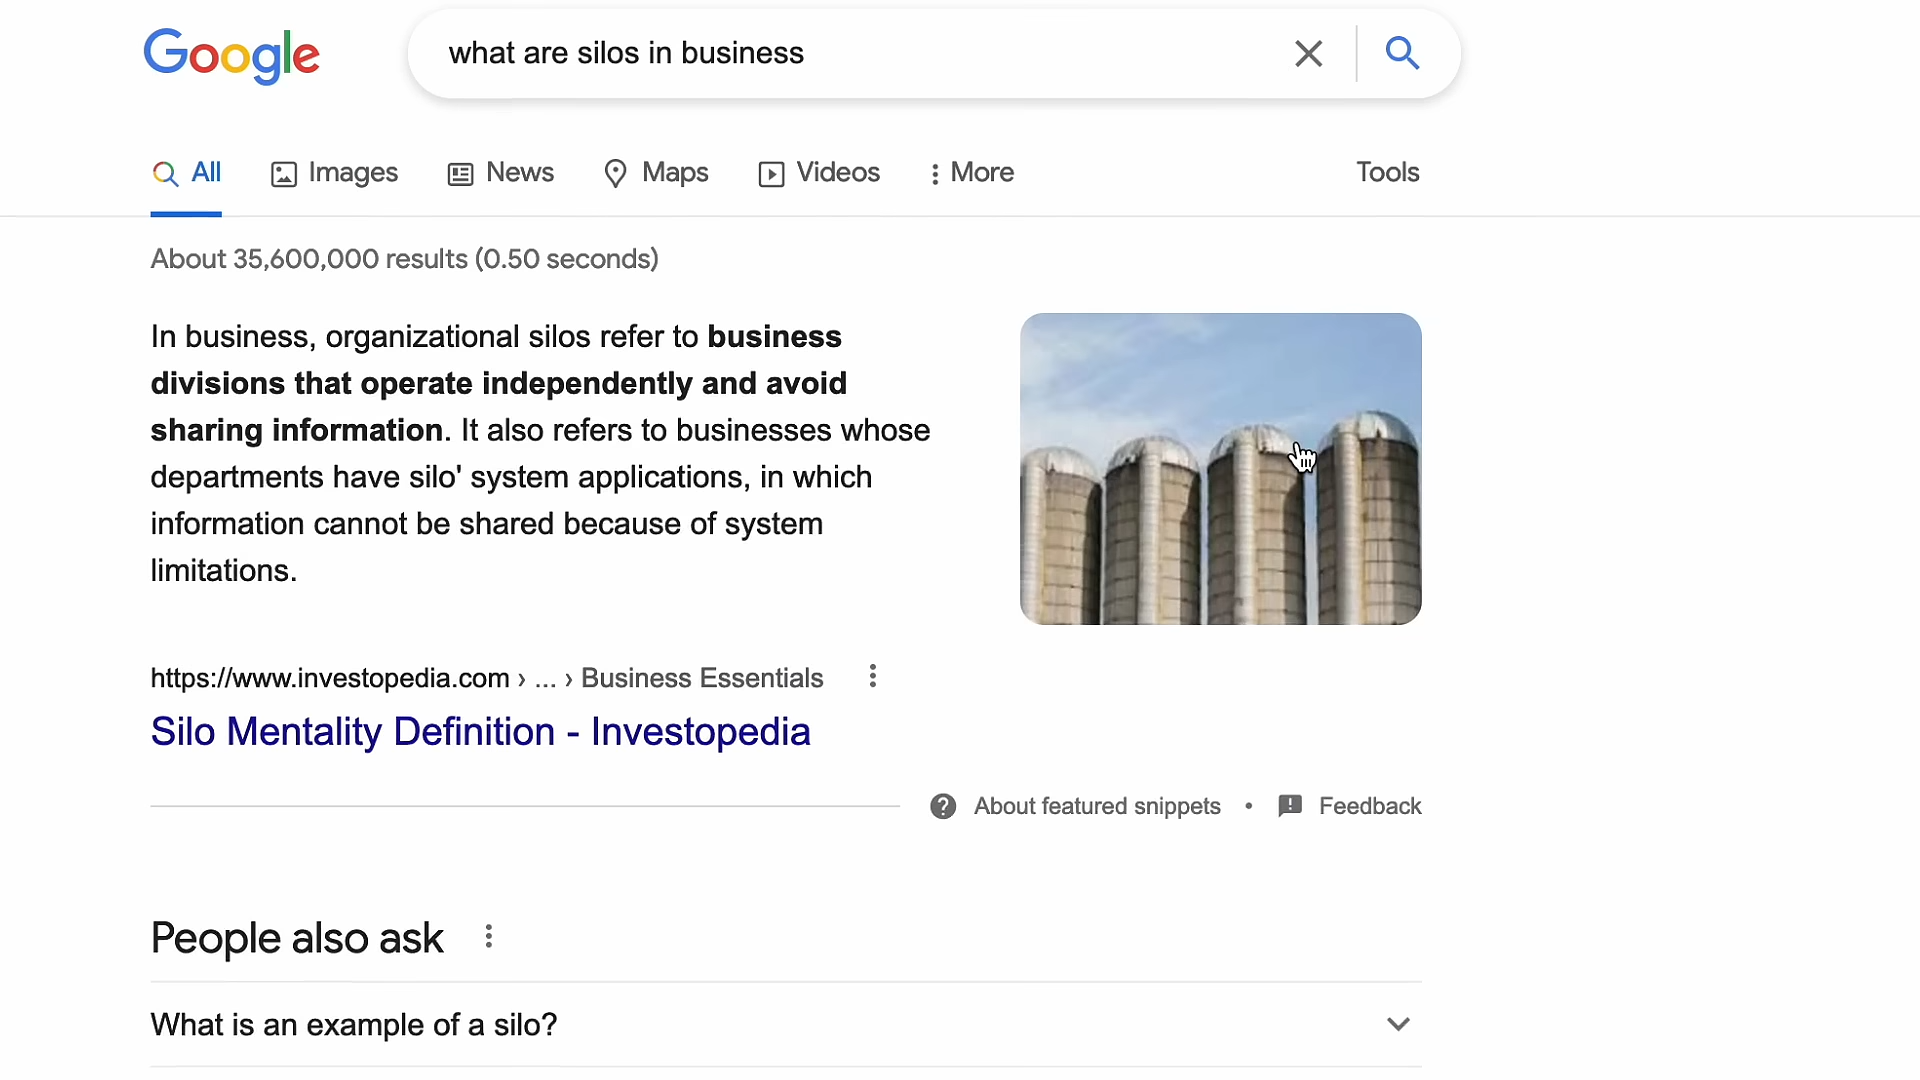 Google
what are silos in business
All Images News Maps Videos More Tools
About 35,600,000 results (0.50 seconds)
In business, organizational silos refer to business
divisions that operate independently and avoid
sharing information. It also refers to businesses whose
departments have silo' system applications, in which
information cannot be shared because of system
limitations.
https://www.investopedia.com › ... › Business Essentials
Silo Mentality Definition - Investopedia
About featured snippets • Feedback
People also ask
What is an example of a silo?